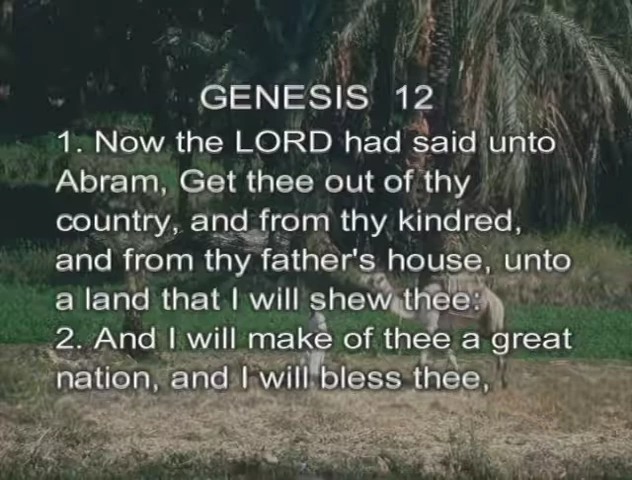 GENESIS 12
1. Now the LORD had said unto
Abram, Get thee out of thy
country, and from thy kindred,
and from thy father's house, unto
a land that I will shew thee:
2. And I will make of thee a great
nation, and I will bless thee,